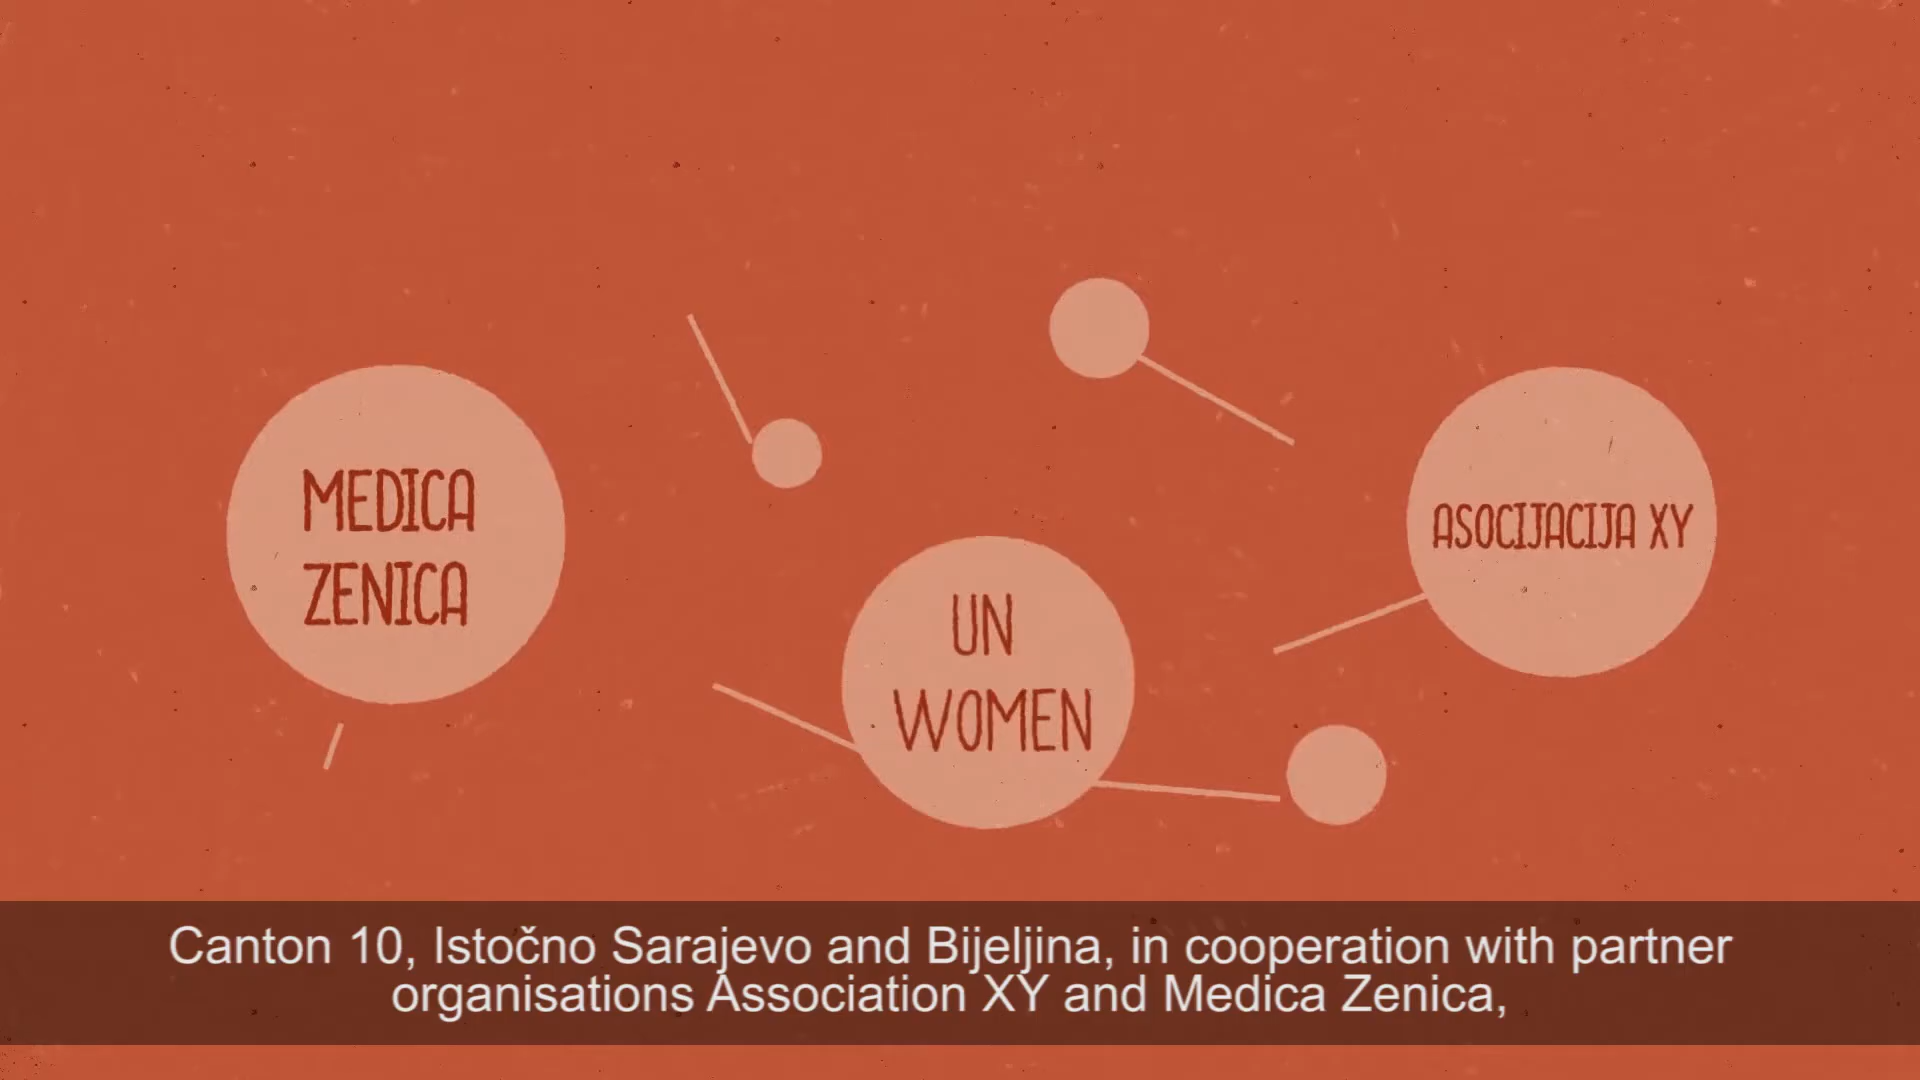 MEDICA
ZENICA
UN
WOMEN
ASOCIJACIJA XY
Canton 10, Istočno Sarajevo and Bijeljina, in cooperation with partner
organisations Association XY and Medica Zenica,